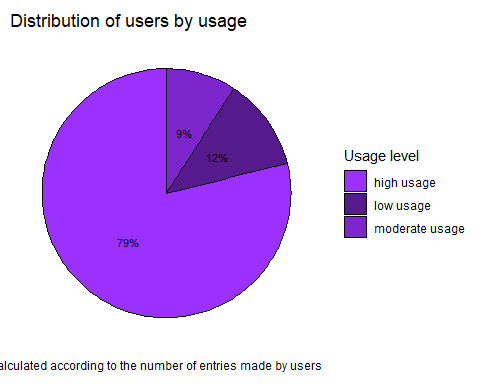 Distribution of users by usage
9%
12%
79%
Usage level
high usage
low usage
moderate usage
according to the number of entries made by users